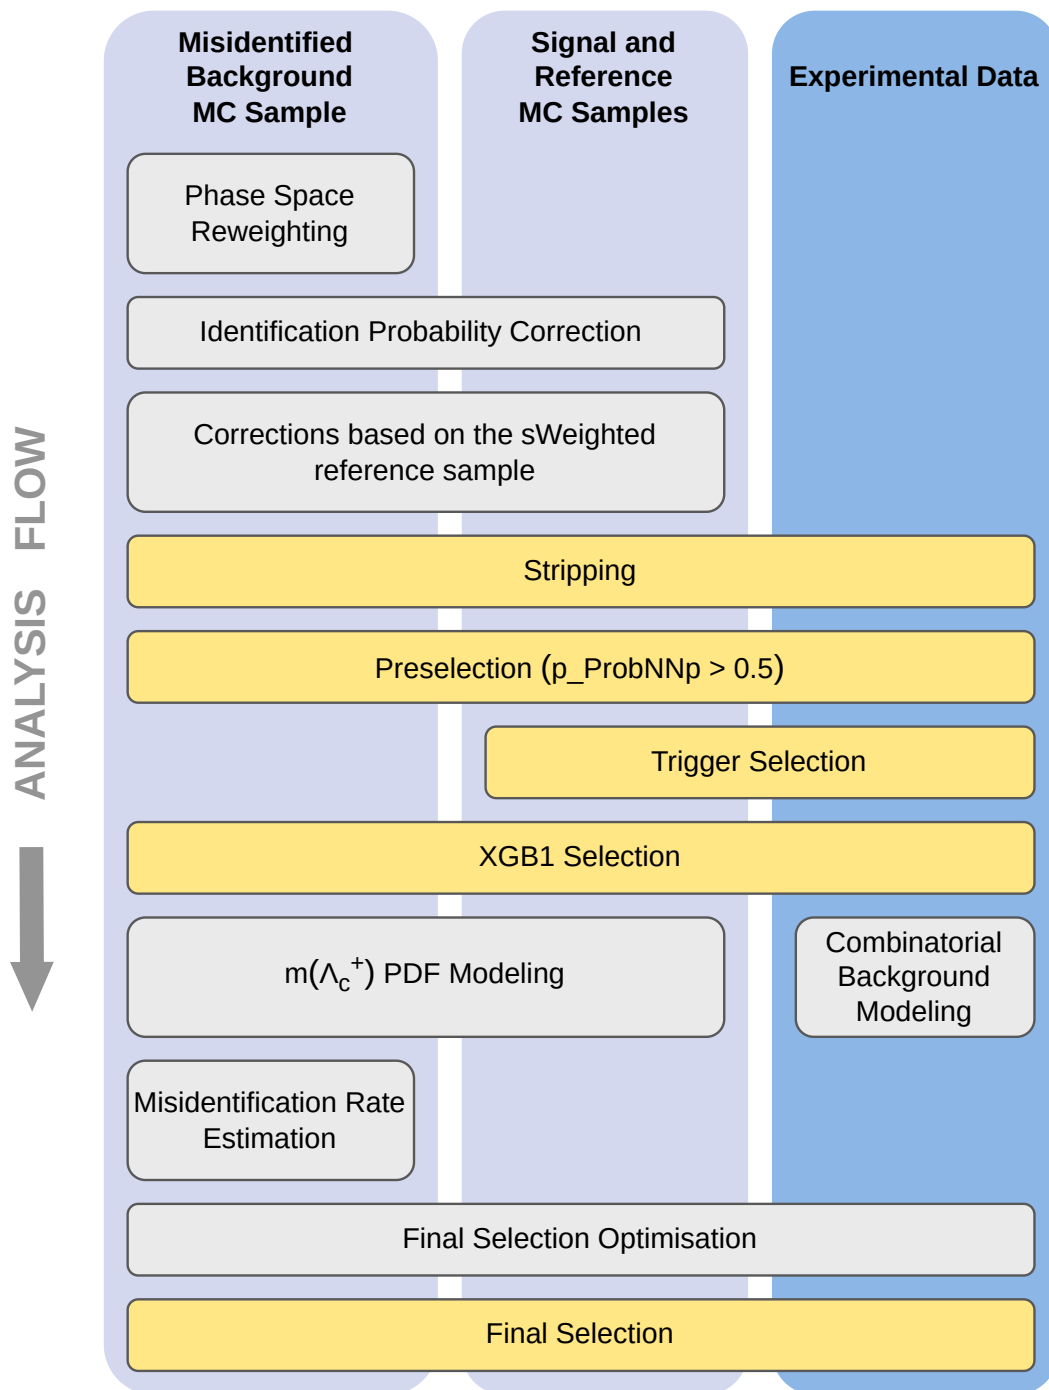 Misidentified
Background
MC Sample
Signal and
Reference
MC Samples
Experimental Data
Phase Space
Reweighting
Identification Probability Correction
Corrections based on the sWeighted
reference sample
Stripping
Preselection (p_ProbNNp > 0.5)
Trigger Selection
XGB1 Selection
m(Λc+) PDF Modeling
Combinatorial
Background
Modeling
Misidentification Rate
Estimation
Final Selection Optimisation
Final Selection
ANALYSIS FLOW